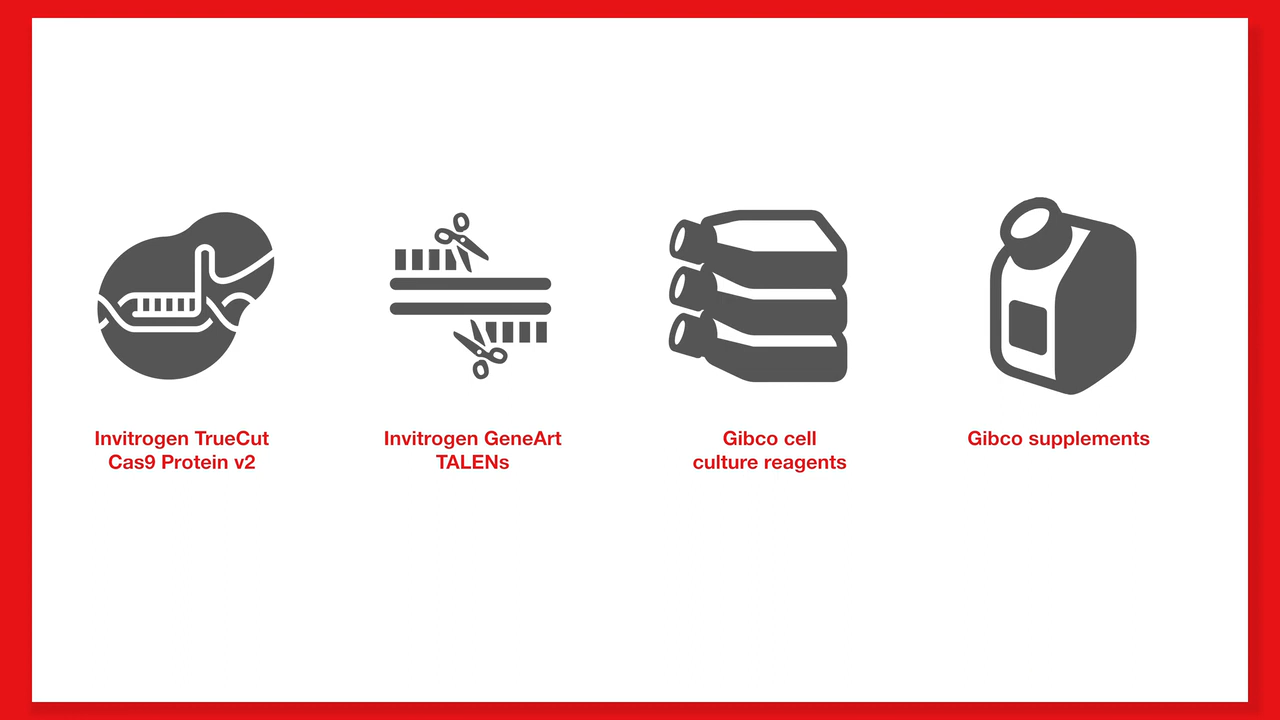 Invitrogen TrueCut
Cas9 Protein v2
Invitrogen GeneArt
TALENs
Gibco cell
culture reagents
Gibco supplements